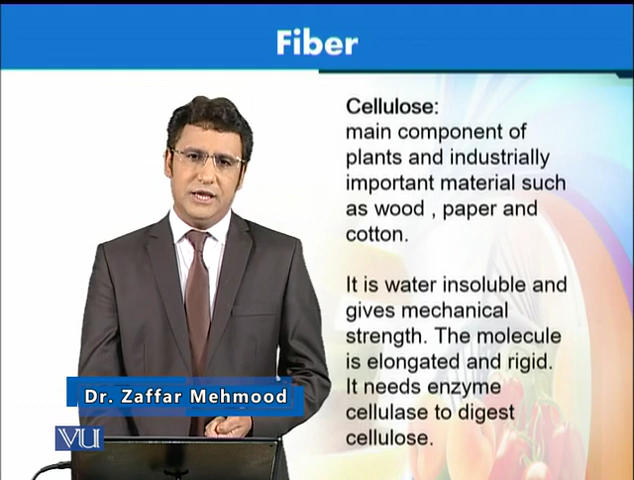 Fiber
Cellulose:
main component of
plants and industrially
important material such
as wood , paper and
cotton.
It is water insoluble and
gives mechanical
strength. The molecule
is elongated and rigid.
It needs enzyme
cellulase to digest
cellulose.
Dr. Zaffar Mehmood
VU